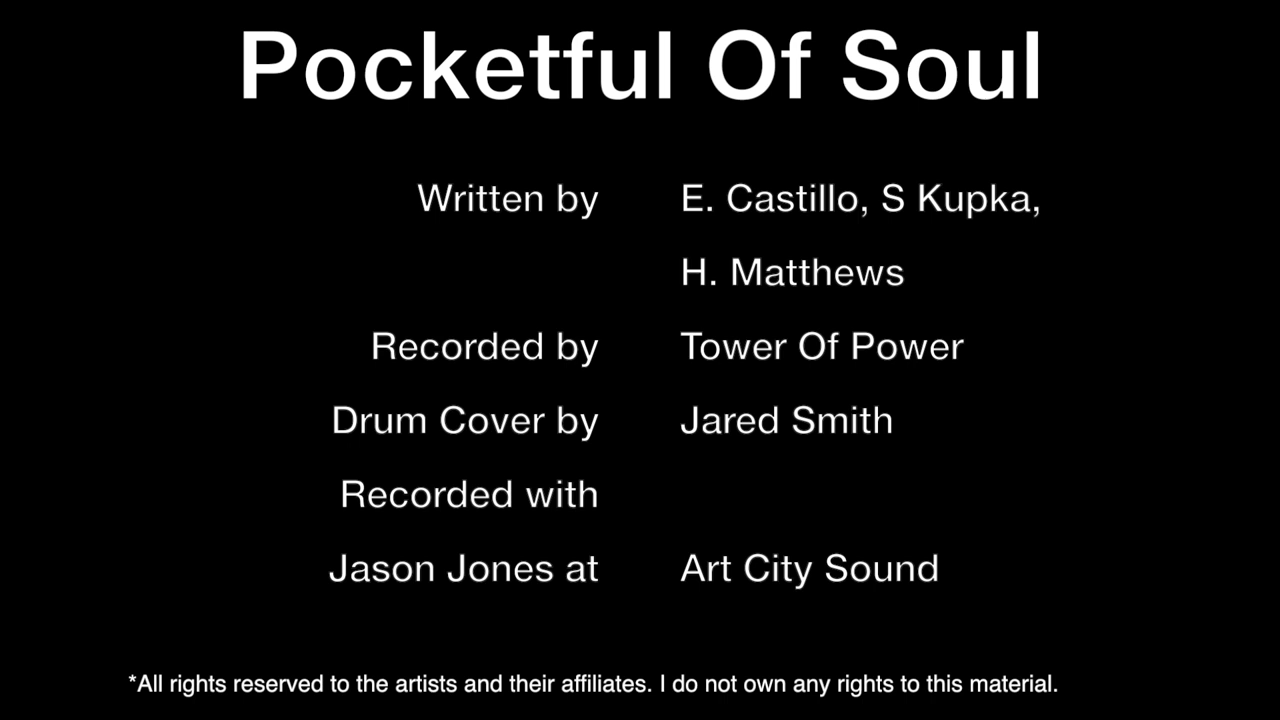 Pocketful Of Soul
Written by E. Castillo, S Kupka,
H. Matthews
Recorded by Tower Of Power
Drum Cover by Jared Smith
Recorded with
Jason Jones at Art City Sound
*All rights reserved to the artists and their affiliates. I do not own any rights to this material.